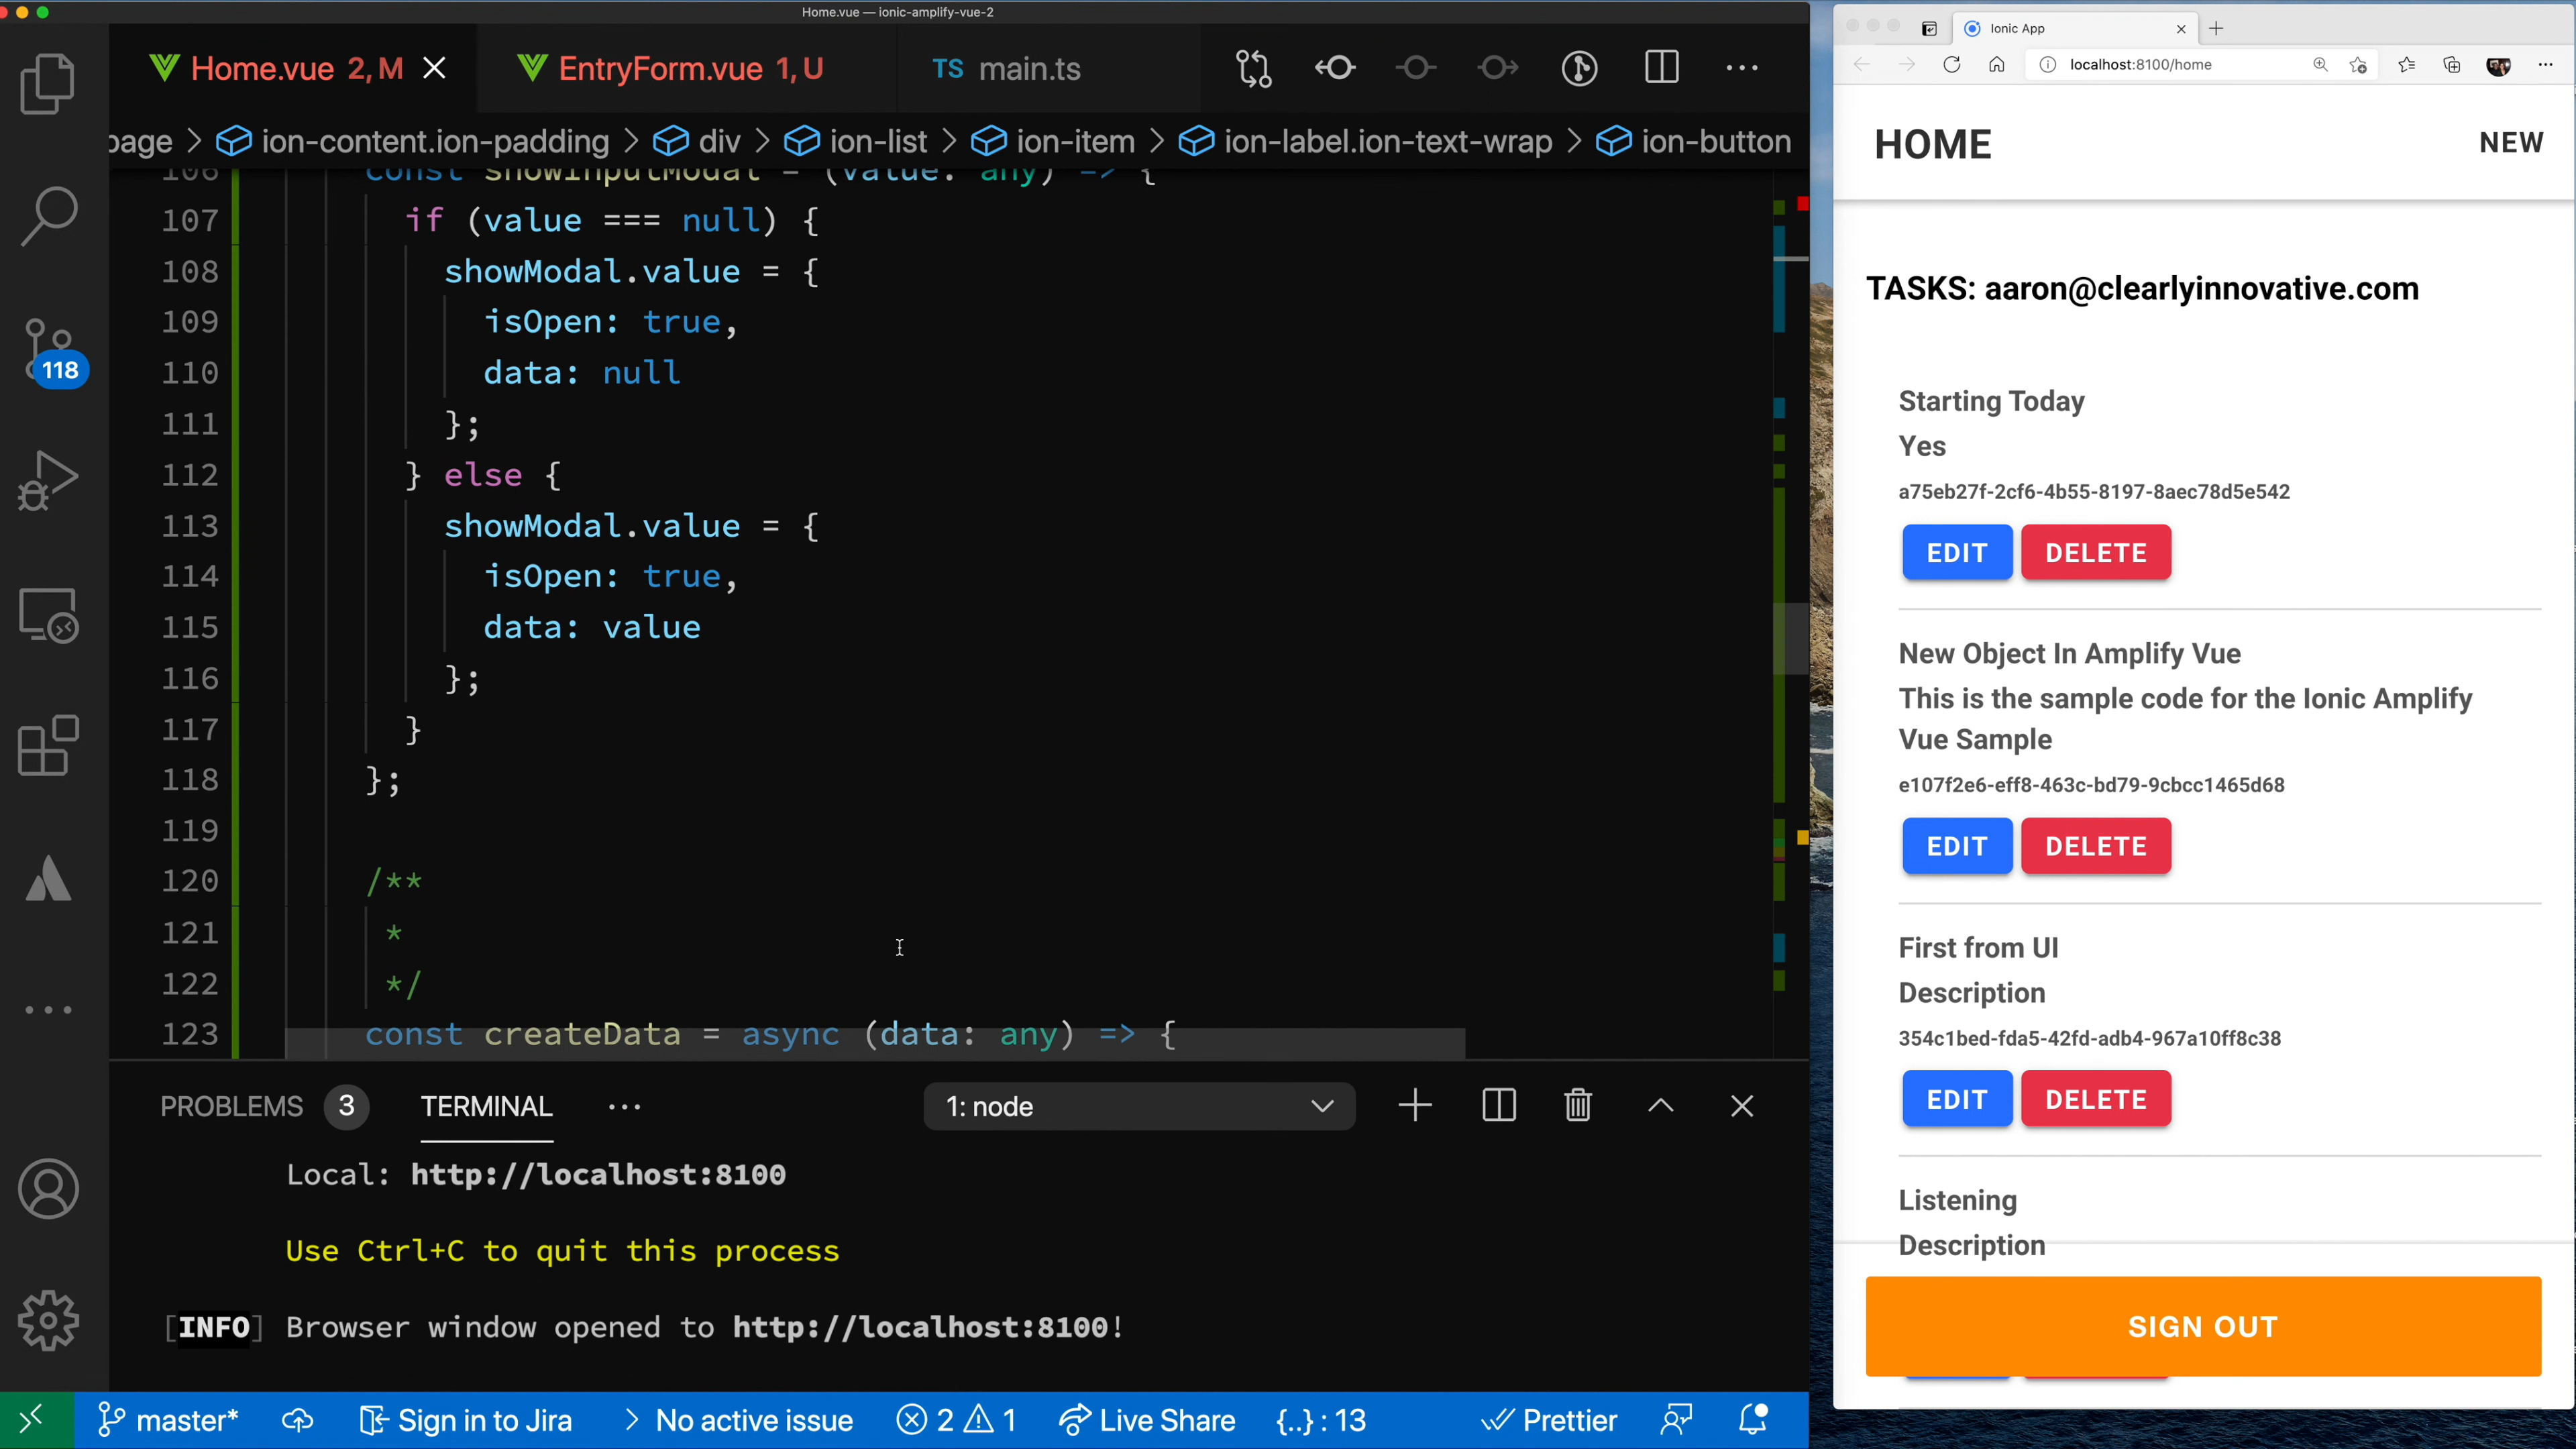 Home.vue — ionic-amplify-vue-2
Home.vue 2, M
EntryForm.vue 1, U
TS main.ts
page > ion-content.ion-padding > div > ion-list > ion-item > ion-label.ion-text-wrap > ion-button
106 const showInputModal = (value: any) => {
107 if (value === null) {
108 showModal.value = {
109 isOpen: true,
110 data: null
111 };
112 } else {
113 showModal.value = {
114 isOpen: true,
115 data: value
116 };
117 }
118 };
119
120 /**
121 *
122 */
123 const createData = async (data: any) => {
118
PROBLEMS 3 TERMINAL ...
1: node
Local: http://localhost:8100
Use Ctrl+C to quit this process
[INFO] Browser window opened to http://localhost:8100!
master* Sign in to Jira > No active issue 2 1 Live Share {..} : 13 Prettier
Ionic App
localhost:8100/home
HOME
NEW
TASKS: aaron@clearlyinnovative.com
Starting Today
Yes
a75eb27f-2cf6-4b55-8197-8aec78d5e542
EDIT DELETE
New Object In Amplify Vue
This is the sample code for the Ionic Amplify
Vue Sample
e107f2e6-eff8-463c-bd79-9cbcc1465d68
EDIT DELETE
First from UI
Description
354c1bed-fda5-42fd-adb4-967a10ff8c38
EDIT DELETE
Listening
Description
SIGN OUT